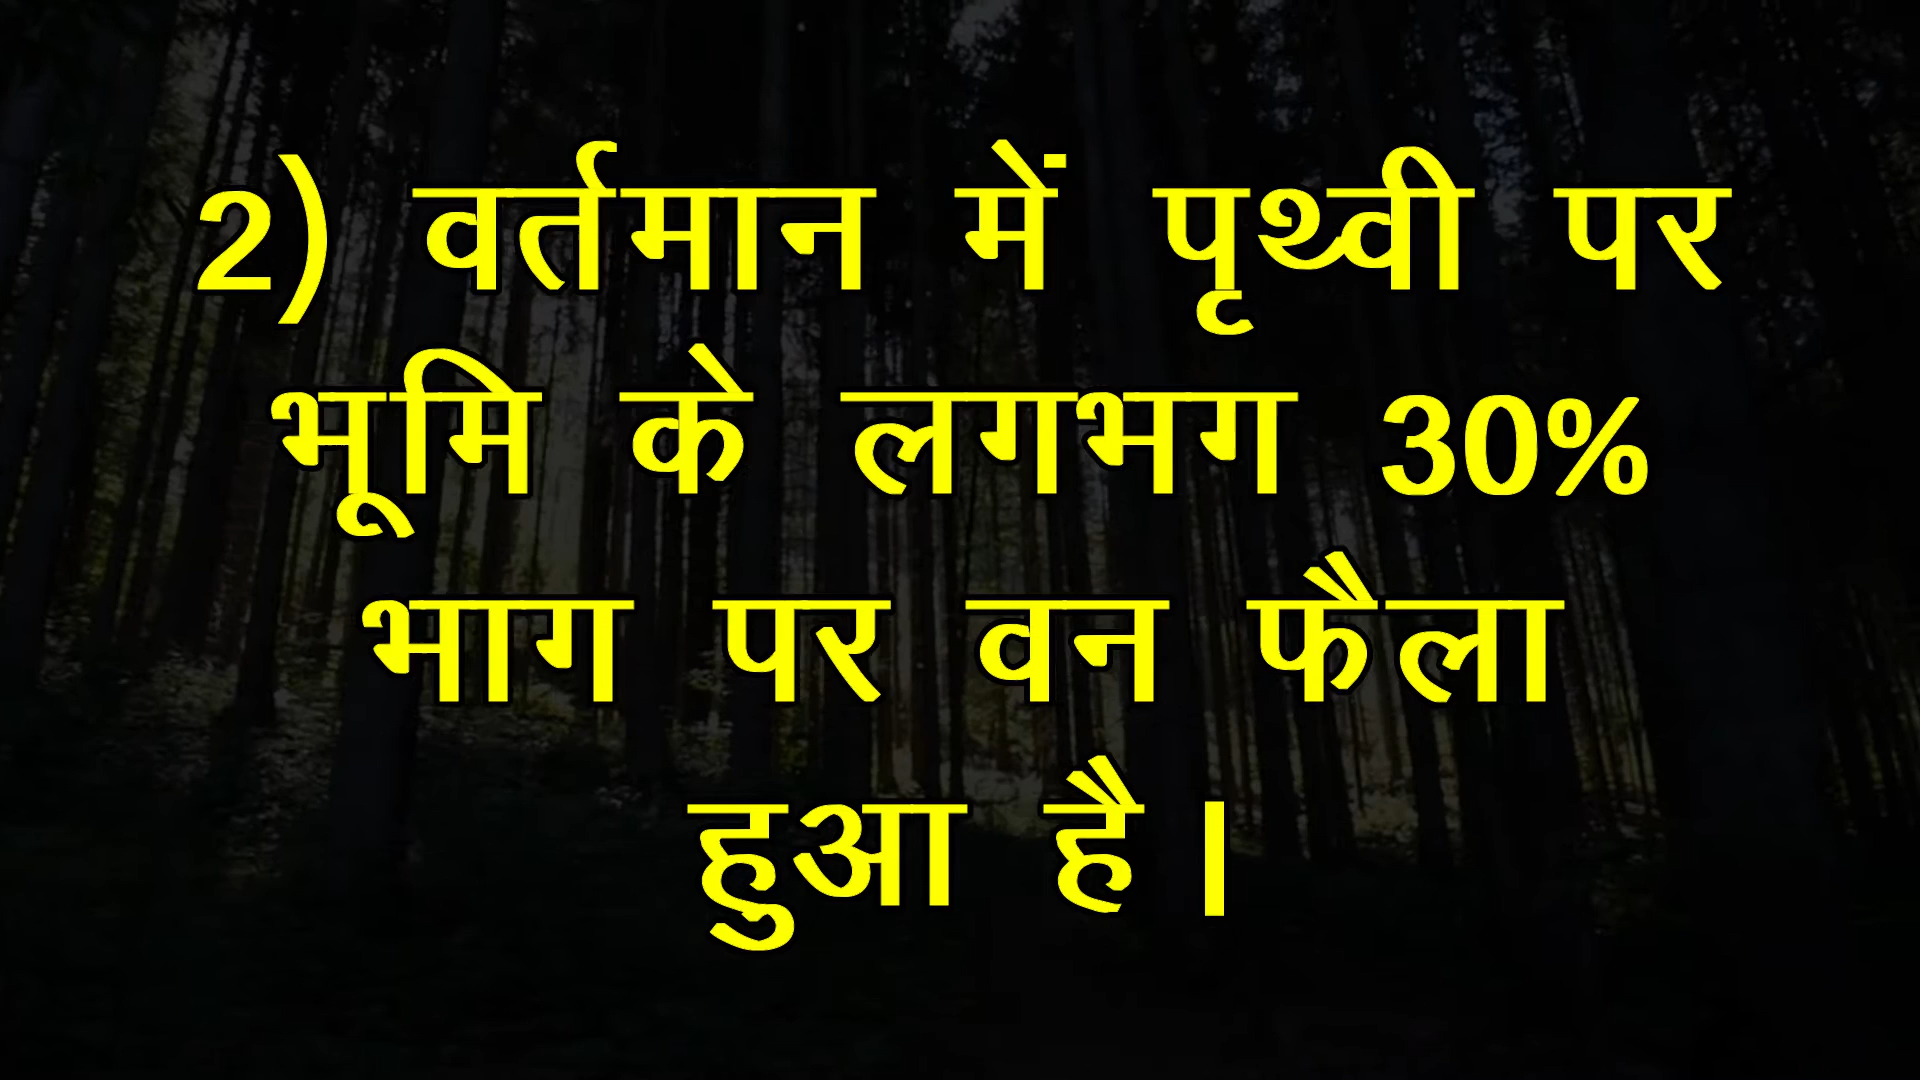 2) वर्तमान में पृथ्वी पर
भूमि के लगभग 30%
भाग पर वन फैला
हुआ है।